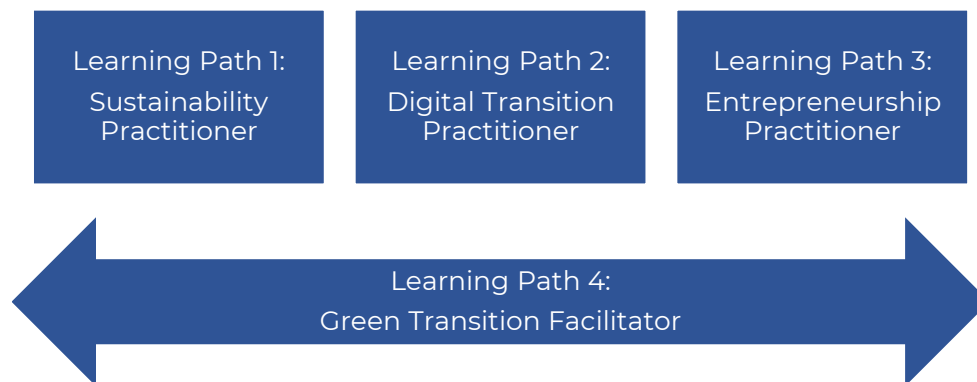 Learning Path 1:
Sustainability
Practitioner
Learning Path 2:
Digital Transition
Practitioner
Learning Path 3:
Entrepreneurship
Practitioner
Learning Path 4:
Green Transition Facilitator